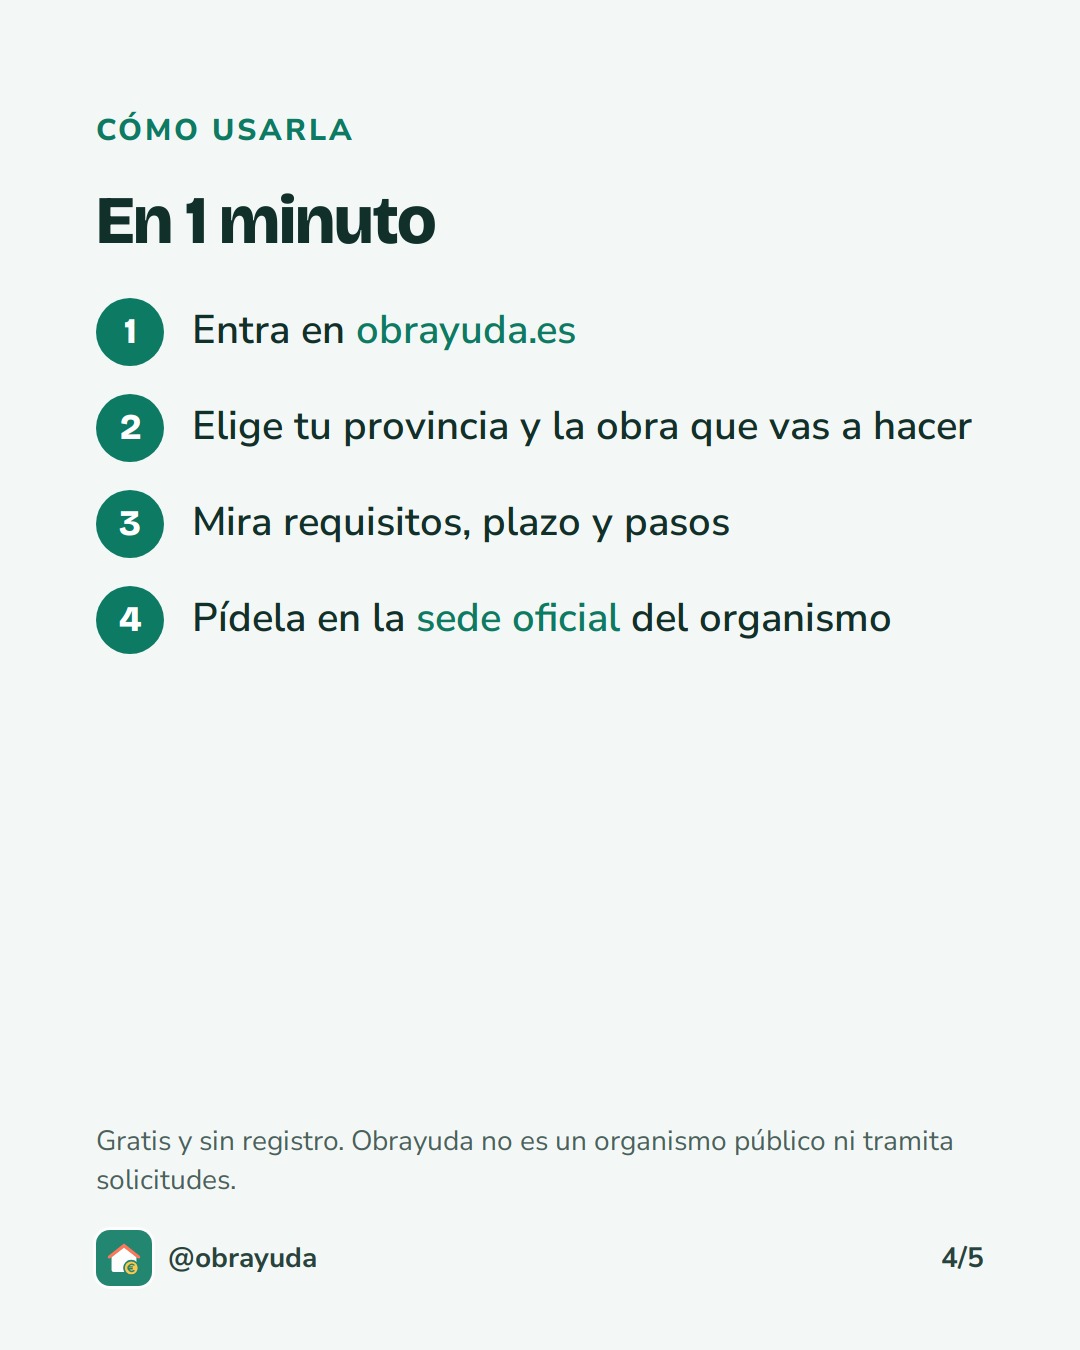 CÓMO USARLA
En 1 minuto
1 Entra en obrayuda.es
2 Elige tu provincia y la obra que vas a hacer
3 Mira requisitos, plazo y pasos
4 Pídela en la sede oficial del organismo
Gratis y sin registro. Obrayuda no es un organismo público ni tramita
solicitudes.
€ @obrayuda 4/5